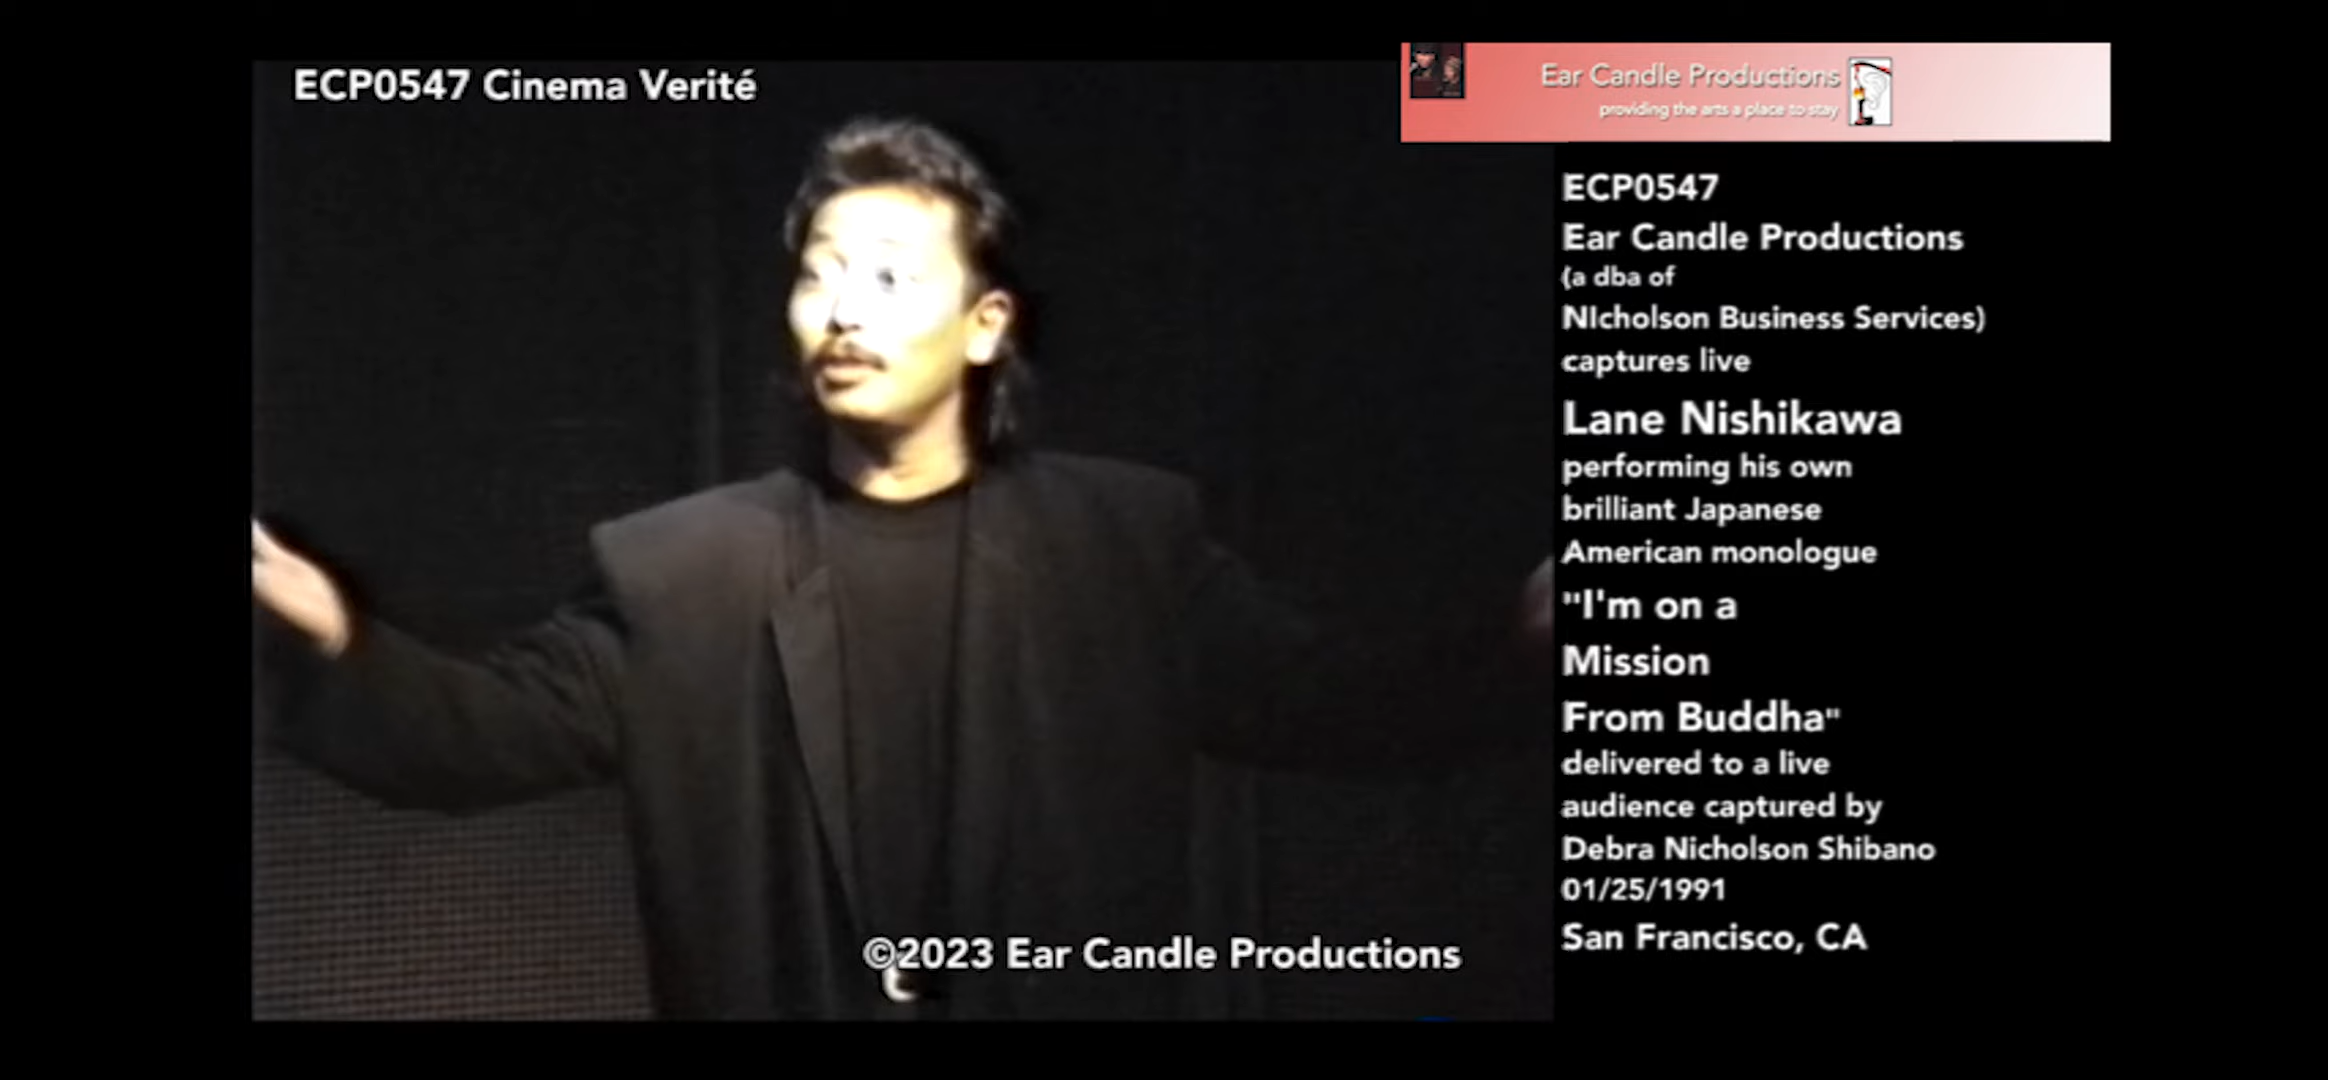 ECP0547 Cinema Verité
Ear Candle Productions
providing the arts a place to stay
ECP0547
Ear Candle Productions
(a dba of
NIcholson Business Services)
captures live
Lane Nishikawa
performing his own
brilliant Japanese
American monologue
"I'm on a
Mission
From Buddha"
delivered to a live
audience captured by
Debra Nicholson Shibano
01/25/1991
San Francisco, CA
©2023 Ear Candle Productions